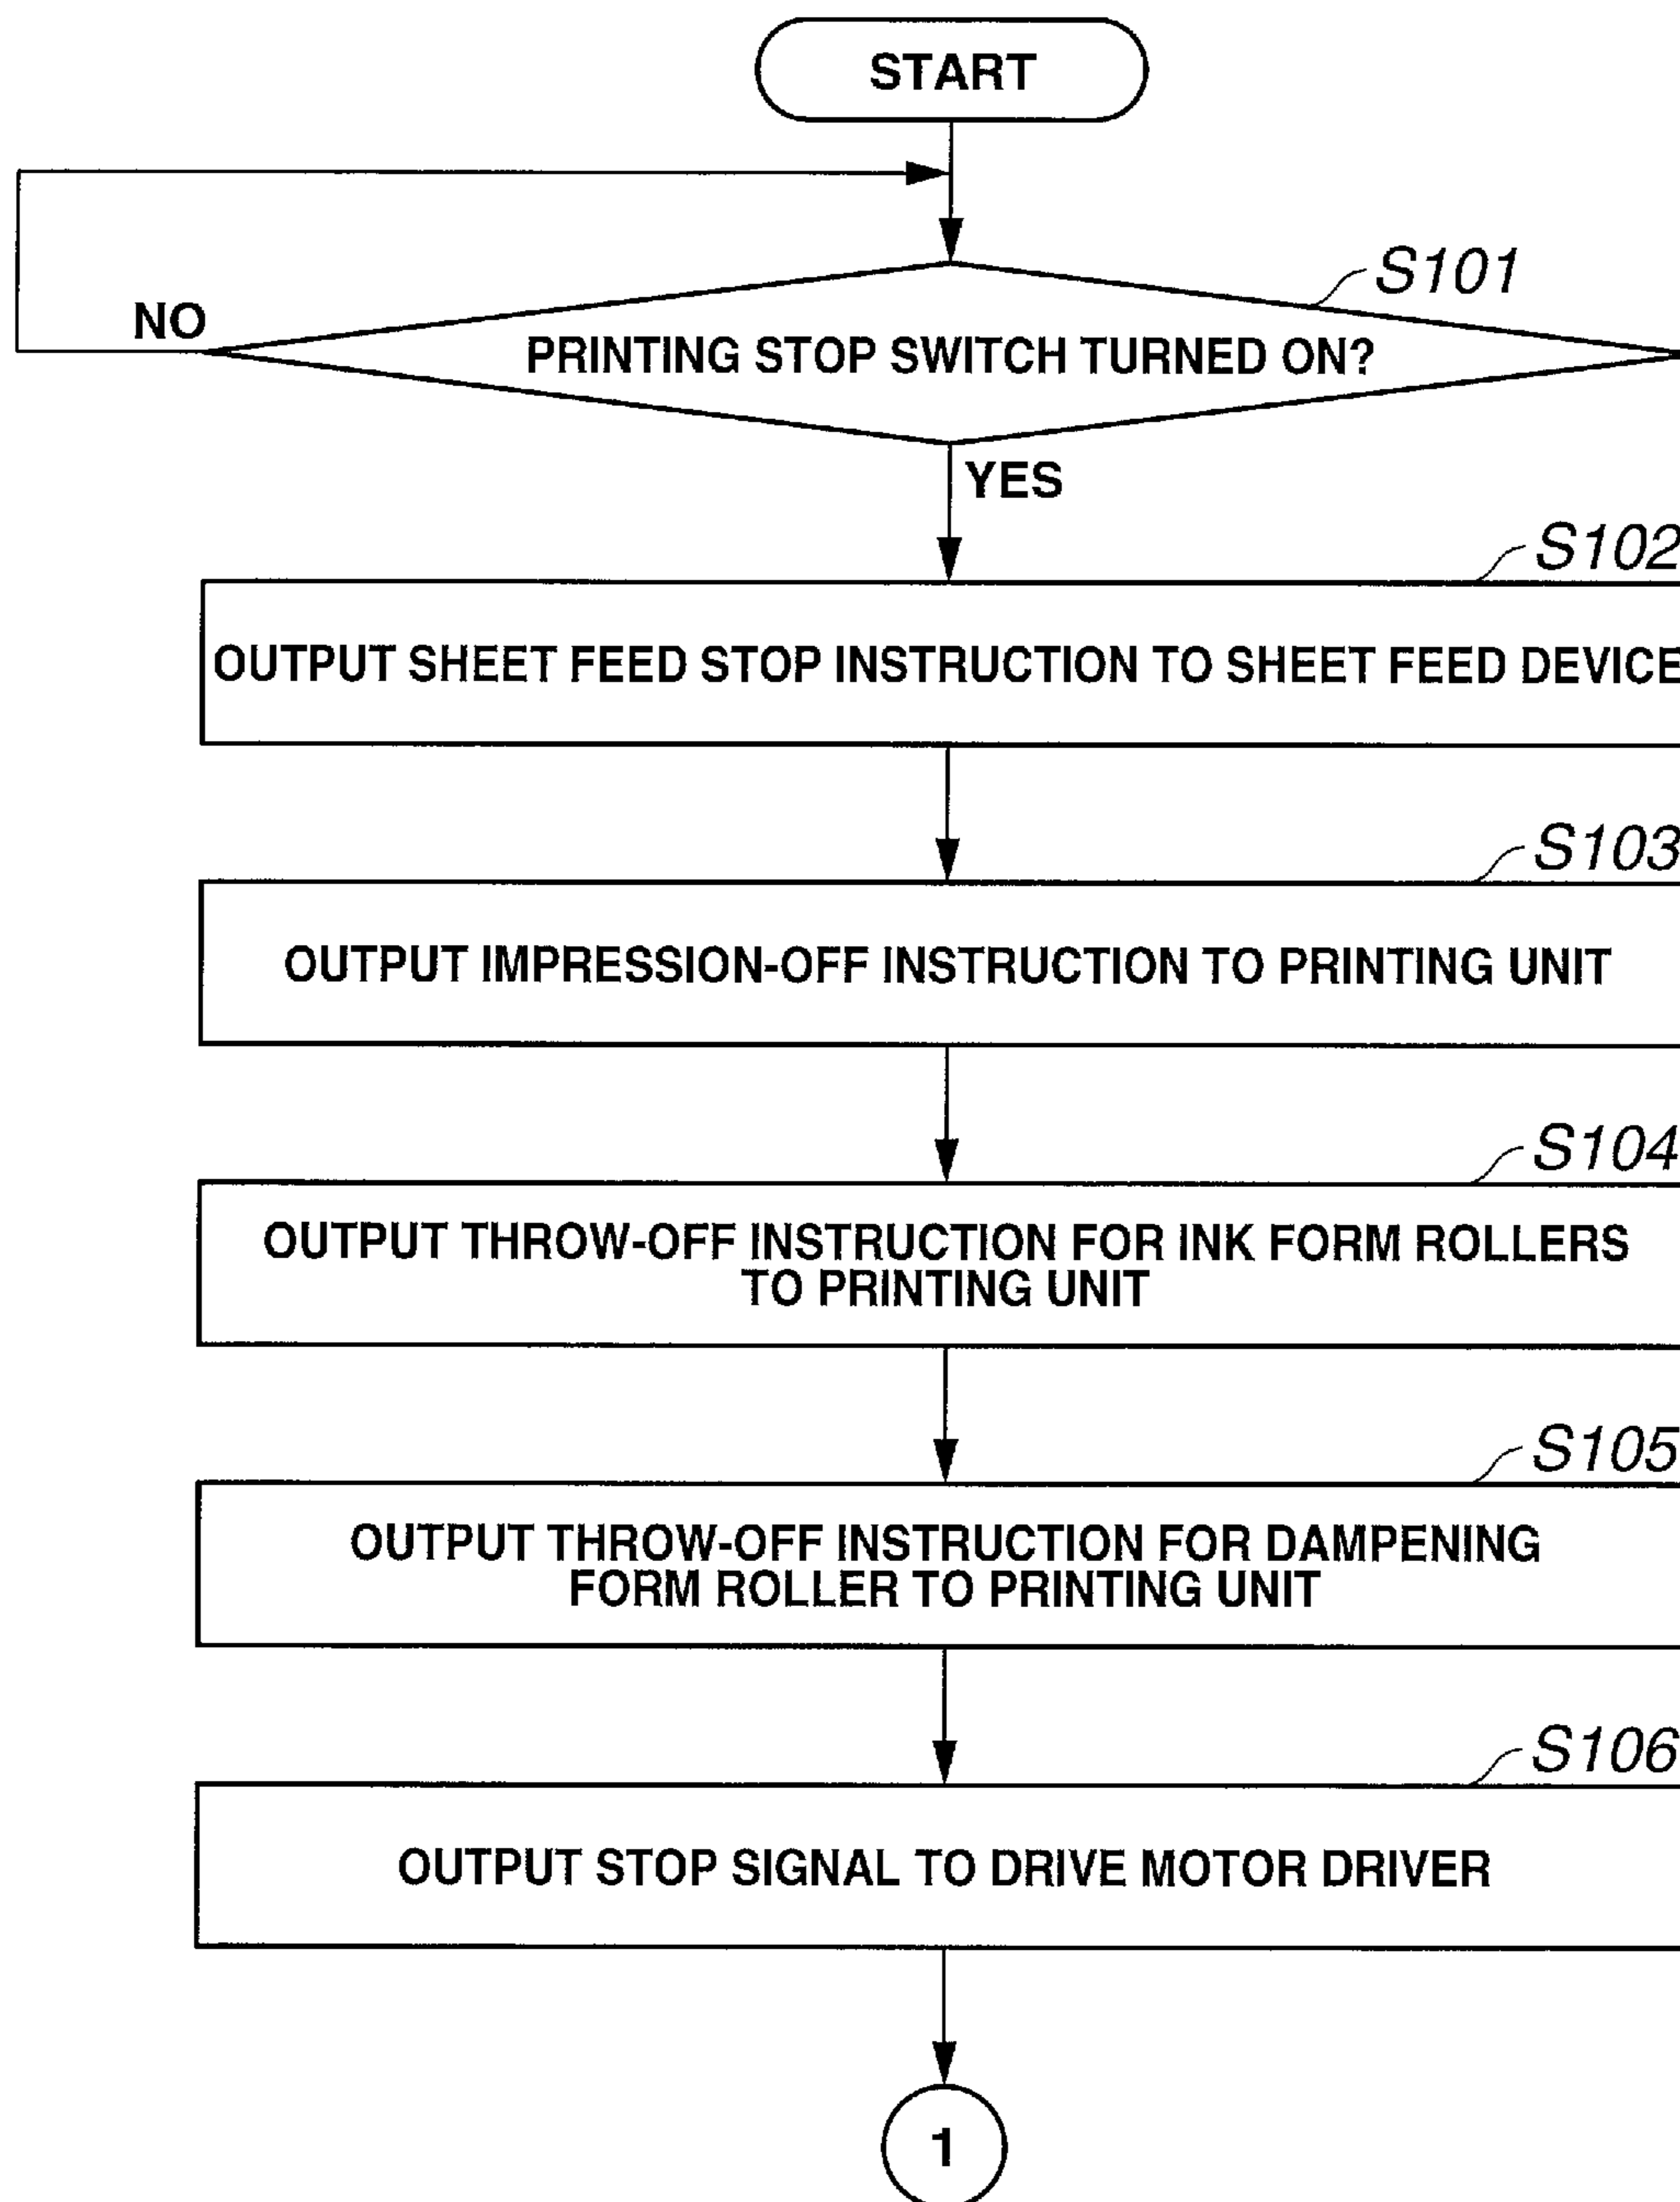 START
S101
NO
PRINTING STOP SWITCH TURNED ON?
YES
S102
OUTPUT SHEET FEED STOP INSTRUCTION TO SHEET FEED DEVICE
S103
OUTPUT IMPRESSION-OFF INSTRUCTION TO PRINTING UNIT
S104
OUTPUT THROW-OFF INSTRUCTION FOR INK FORM ROLLERS
TO PRINTING UNIT
S105
OUTPUT THROW-OFF INSTRUCTION FOR DAMPENING
FORM ROLLER TO PRINTING UNIT
S106
OUTPUT STOP SIGNAL TO DRIVE MOTOR DRIVER
1